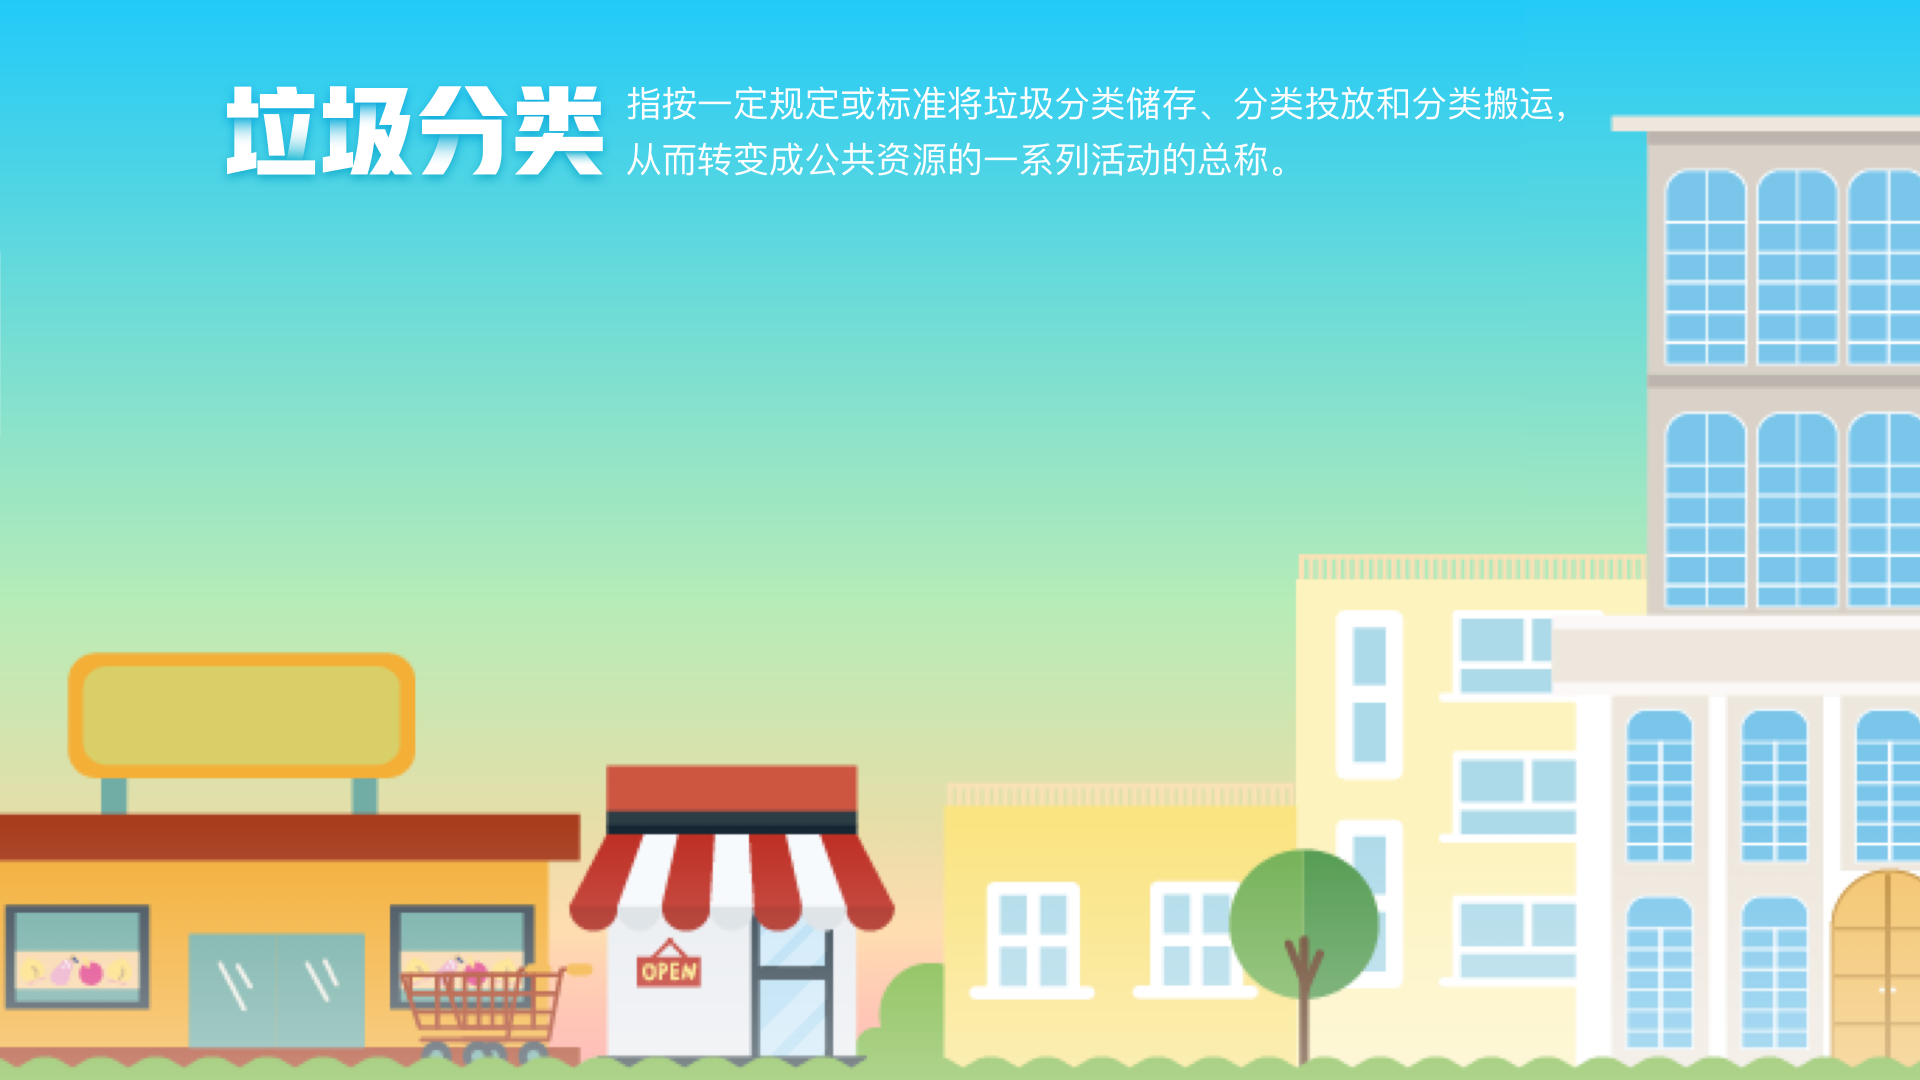 垃圾分类
指按一定规定或标准将垃圾分类储存、分类投放和分类搬运，
从而转变成公共资源的一系列活动的总称。
OPEN